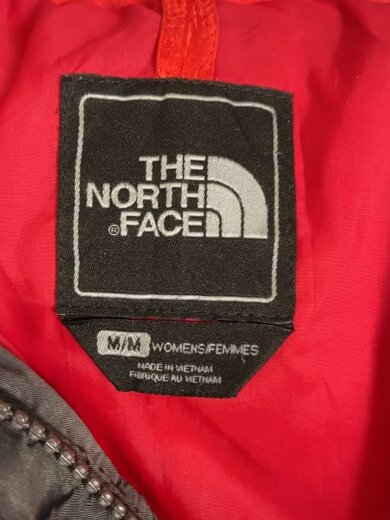 THE
NORTH
®FACE
M/M WOMENS/FEMMES
MADE IN VIETNAM
FABRIQUE AU VIETNAM